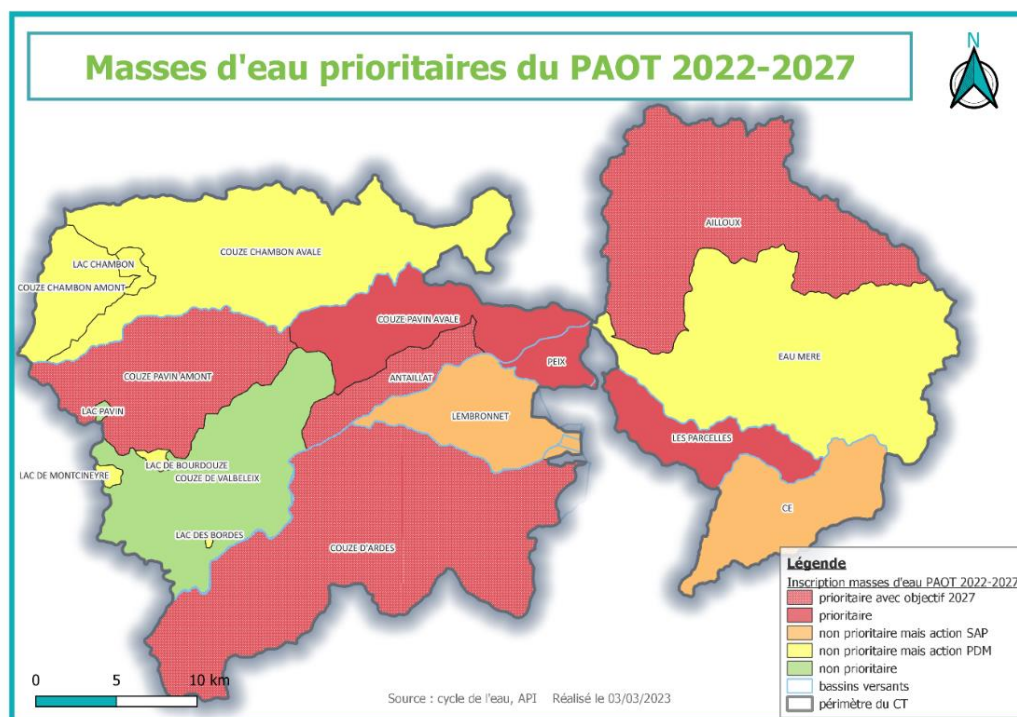 Masses d'eau prioritaires du PAOT 2022-2027
N
AILLOUX
COUZE CHAMBON AVALE
LAC CHAMBON
COUZE CHAMBON AMONT
COUZE PAVIN AVALE
EAU MERE
PEIX
COUZE PAVIN AMONT
ANTAILLAT
LAC PAVIN
LEMBRONNET
LES PARCELLES
LAC DE BOURDOUZE
LAC DE MONTCINEYRE
COUZE DE VALBELEIX
CE
LAC DES BORDES
COUZE D'ARDES
Légende
Inscription masses d'eau PAOT 2022-2027
prioritaire avec objectif 2027
prioritaire
non prioritaire mais action SAP
non prioritaire mais action PDM
non prioritaire
bassins versants
périmètre du CT
0 5 10 km
Source : cycle de l'eau, API Réalisé le 03/03/2023